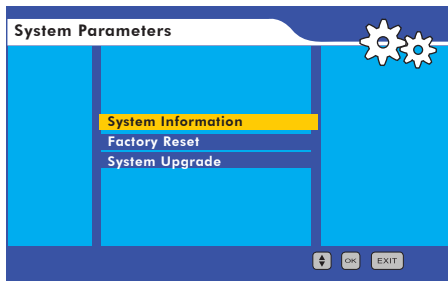 System Parameters
System Information
Factory Reset
System Upgrade
OK EXIT